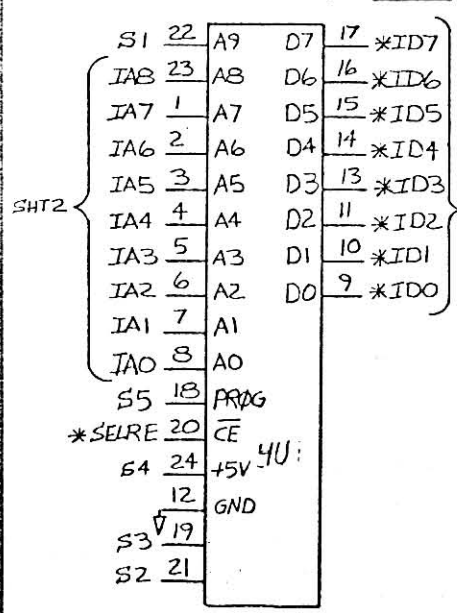 S1 22 A9 D7 17 *ID7
IA8 23 A8 D6 16 *ID6
IA7 1 A7 D5 15 *ID5
IA6 2 A6 D4 14 *ID4
IA5 3 A5 D3 13 *ID3
SHT2 IA4 4 A4 D2 11 *ID2
IA3 5 A3 D1 10 *ID1
IA2 6 A2 D0 9 *ID0
IA1 7 A1
IA0 8 A0
S5 18 PRØG
*SELRE 20 CE
S4 24 +5V 4U
12 GND
S3 19
S2 21